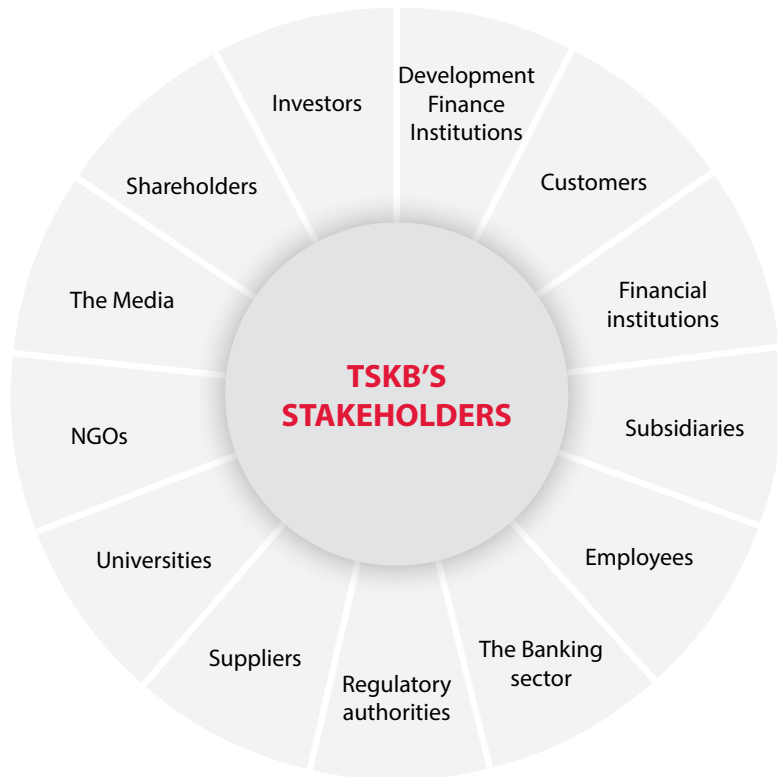 TSKB’S
STAKEHOLDERS
Development
Finance
Institutions
Customers
Financial
institutions
Subsidiaries
Employees
The Banking
sector
Regulatory
authorities
Suppliers
Universities
NGOs
The Media
Shareholders
Investors